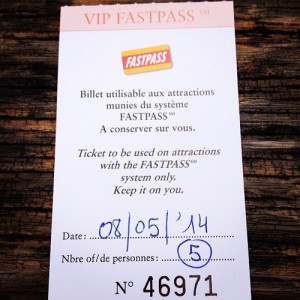 VIP FASTPASS SM
FASTPASS
Billet utilisable aux attractions
munies du système
FASTPASS℠
A conserver sur vous.
Ticket to be used on attractions
with the FASTPASS℠
system only.
Keep it on you.
Date: 08/05/'14
Nbre of/de personnes: 5
N° 46971